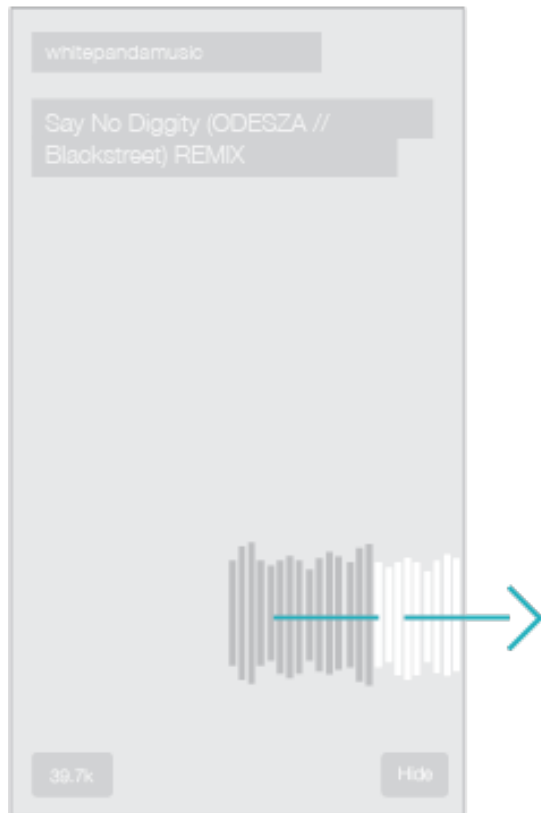 whitepandamusic
Say No Diggity (ODESZA //
Blackstreet) REMIX
39.7k
Hide